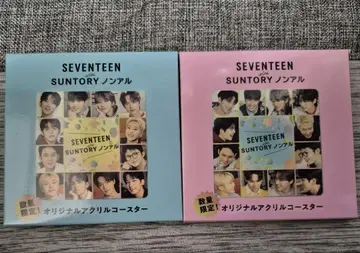 SEVENTEEN
with
SUNTORY ノンアル
SEVENTEEN
with
SUNTORY ノンアル
数量
限定!
オリジナルアクリルコースター
SEVENTEEN
with
SUNTORY ノンアル
SEVENTEEN
with
SUNTORY ノンアル
数量
限定!
オリジナルアクリルコースター